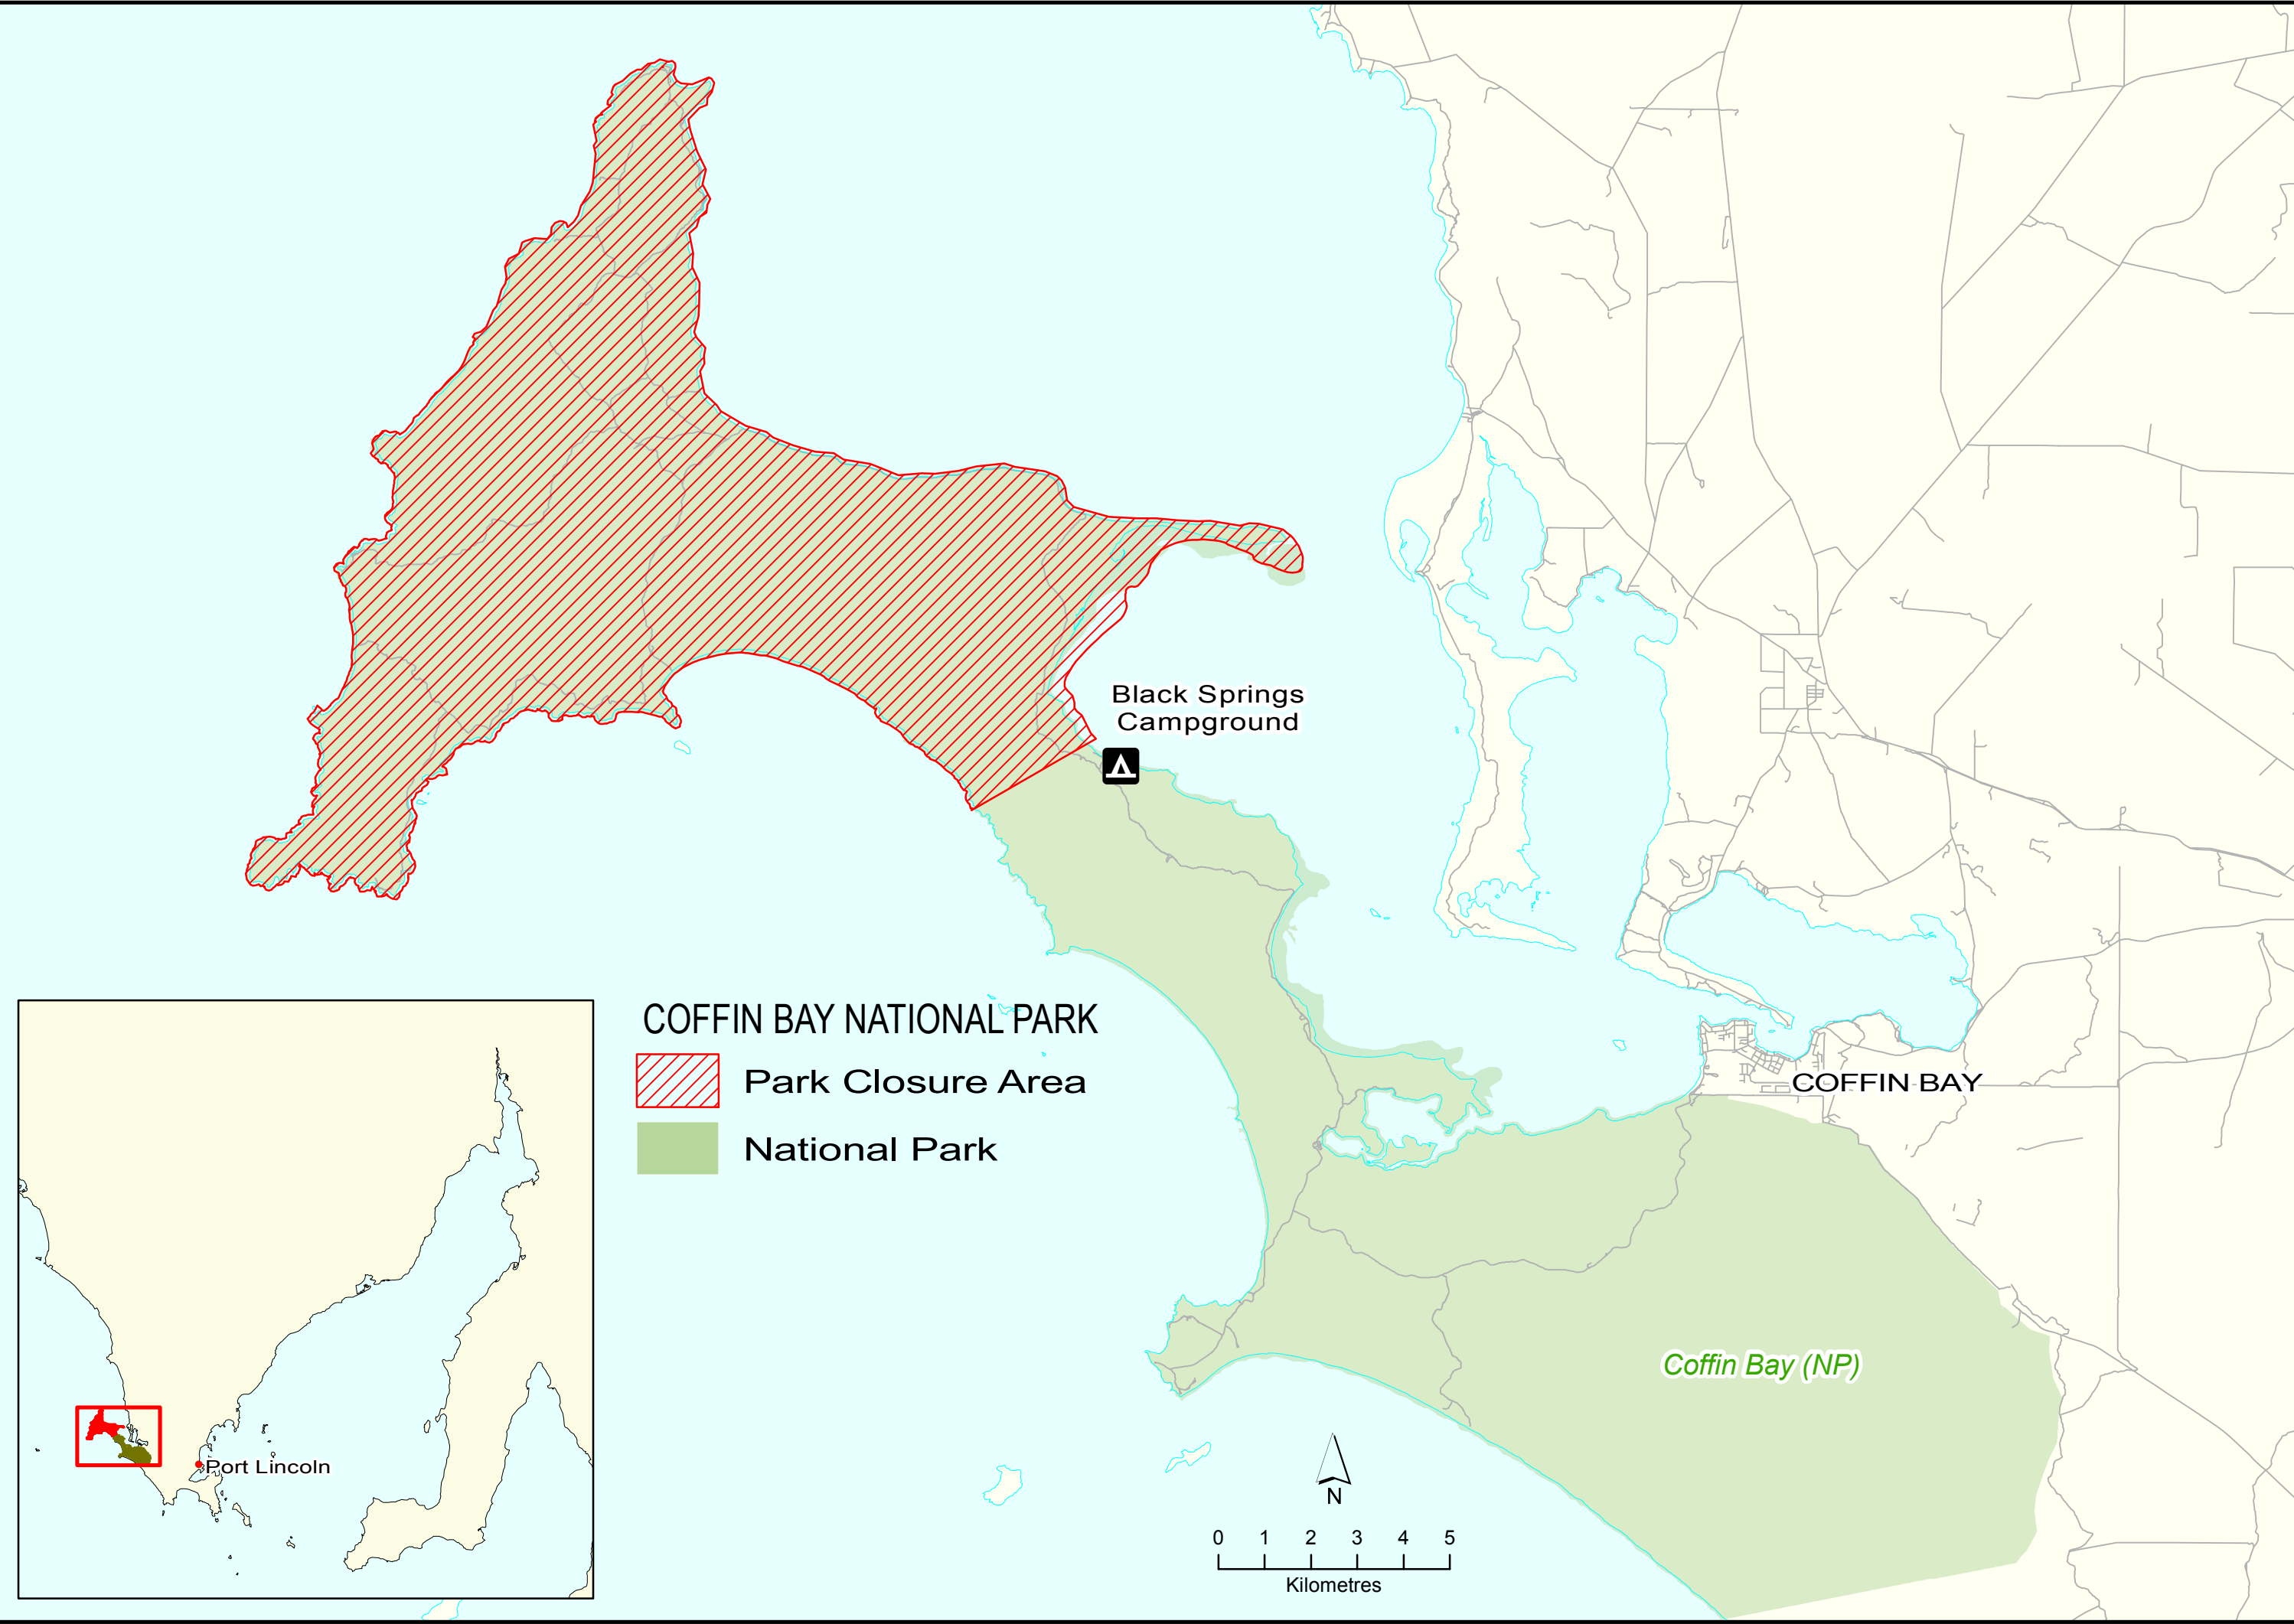 Black Springs
Campground
COFFIN BAY NATIONAL PARK
Park Closure Area
National Park
COFFIN BAY
Coffin Bay (NP)
Port Lincoln
N
0 1 2 3 4 5
Kilometres